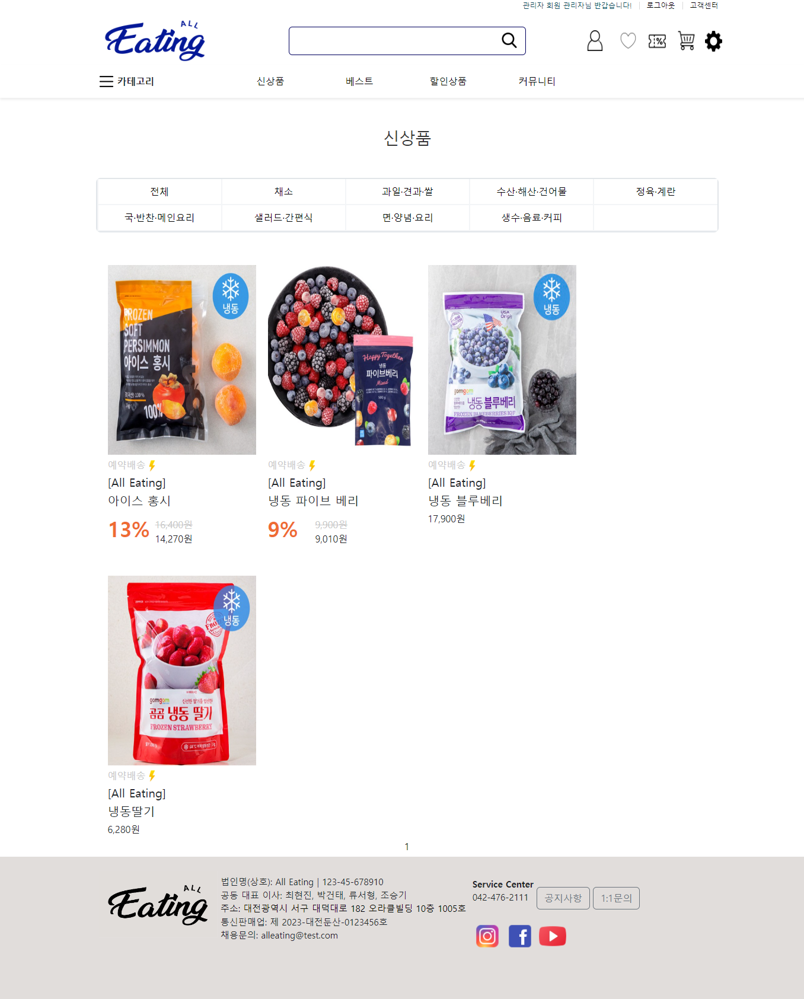 관리자 회원 관리자님 반갑습니다! 로그아웃 고객센터
ALL
Eating
카테고리 신상품 베스트 할인상품 커뮤니티
신상품
전체 채소 과일·견과·쌀 수산·해산·건어물 정육·계란
국·반찬·메인요리 샐러드·간편식 면·양념·요리 생수·음료·커피
냉동
FROZEN
SOFT
PERSIMMON
아이스 홍시
100%
Happy Together
냉동
파이브베리
Mixed
500 g
냉동
USA
Origin
gomgom
냉동 블루베리
FROZEN BLUEBERRIES IQF
예약배송 예약배송 예약배송
[All Eating] [All Eating] [All Eating]
아이스 홍시 냉동 파이브 베리 냉동 블루베리
13% 16,400원 9% 9,900원 17,900원
14,270원 9,010원
냉동
gomgom
곰곰 냉동 딸기
FROZEN STRAWBERRY
예약배송
[All Eating]
냉동딸기
6,280원
1
ALL
Eating
법인명(상호): All Eating | 123-45-678910
공동 대표 이사: 최현진, 박건태, 류서형, 조승기
주소: 대전광역시 서구 대덕대로 182 오라클빌딩 10층 1005호
통신판매업: 제 2023-대전둔산-0123456호
채용문의: alleating@test.com
Service Center
042-476-2111 공지사항 1:1문의